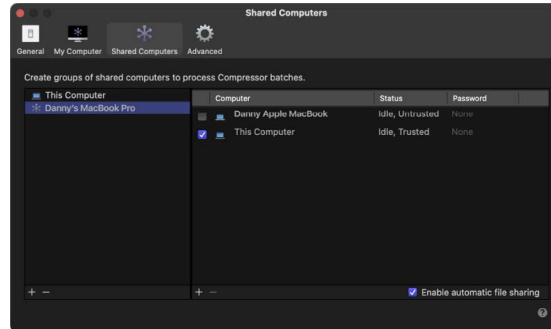 Shared Computers
General My Computer Shared Computers Advanced
Create groups of shared computers to process Compressor batches.
This Computer
Danny's MacBook Pro
Computer Status Password
Danny Apple MacBook Idle, Untrusted None
This Computer Idle, Trusted None
+ − + − Enable automatic file sharing
?